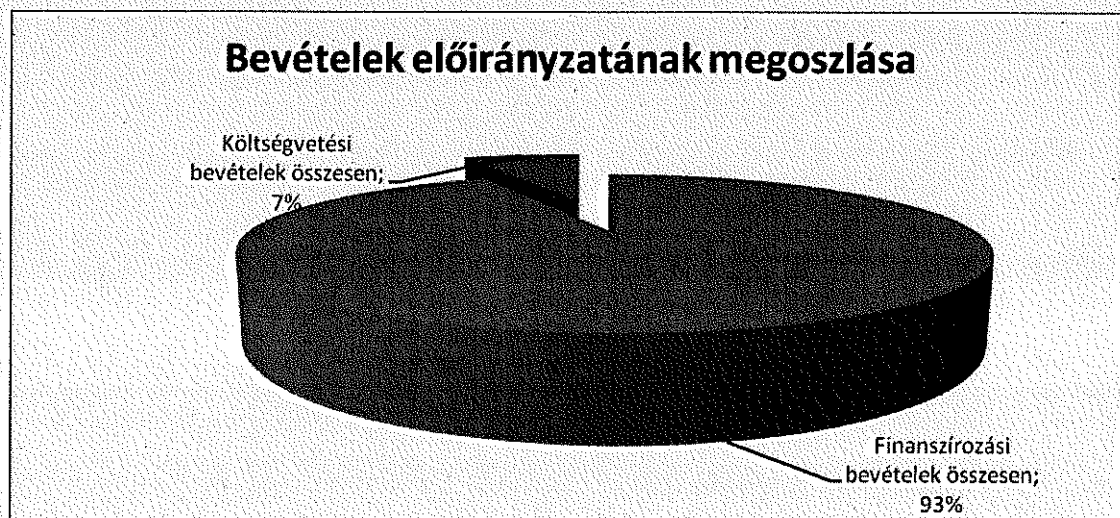 Bevételek előirányzatának megoszlása
Költségvetési
bevételek összesen;
7%
Finanszírozási
bevételek összesen;
93%